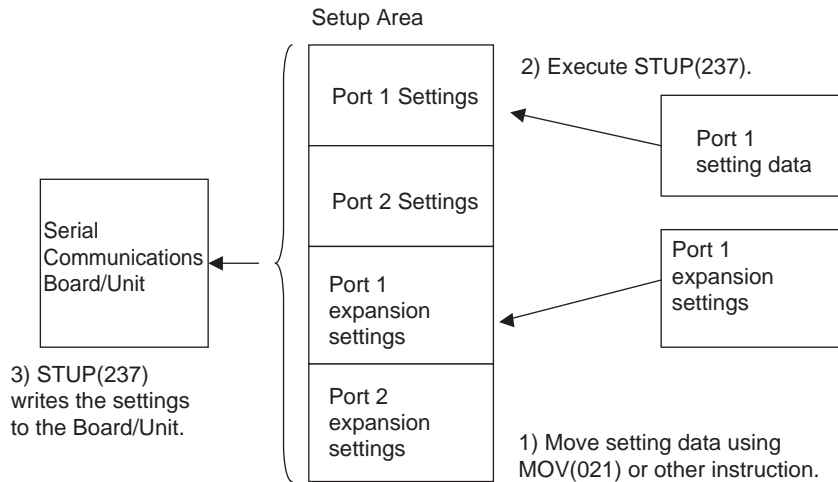 Setup Area
Port 1 Settings
Port 2 Settings
Port 1
expansion
settings
Port 2
expansion
settings
2) Execute STUP(237).
Port 1
setting data
Port 1
expansion
settings
1) Move setting data using
MOV(021) or other instruction.
Serial
Communications
Board/Unit
3) STUP(237)
writes the settings
to the Board/Unit.